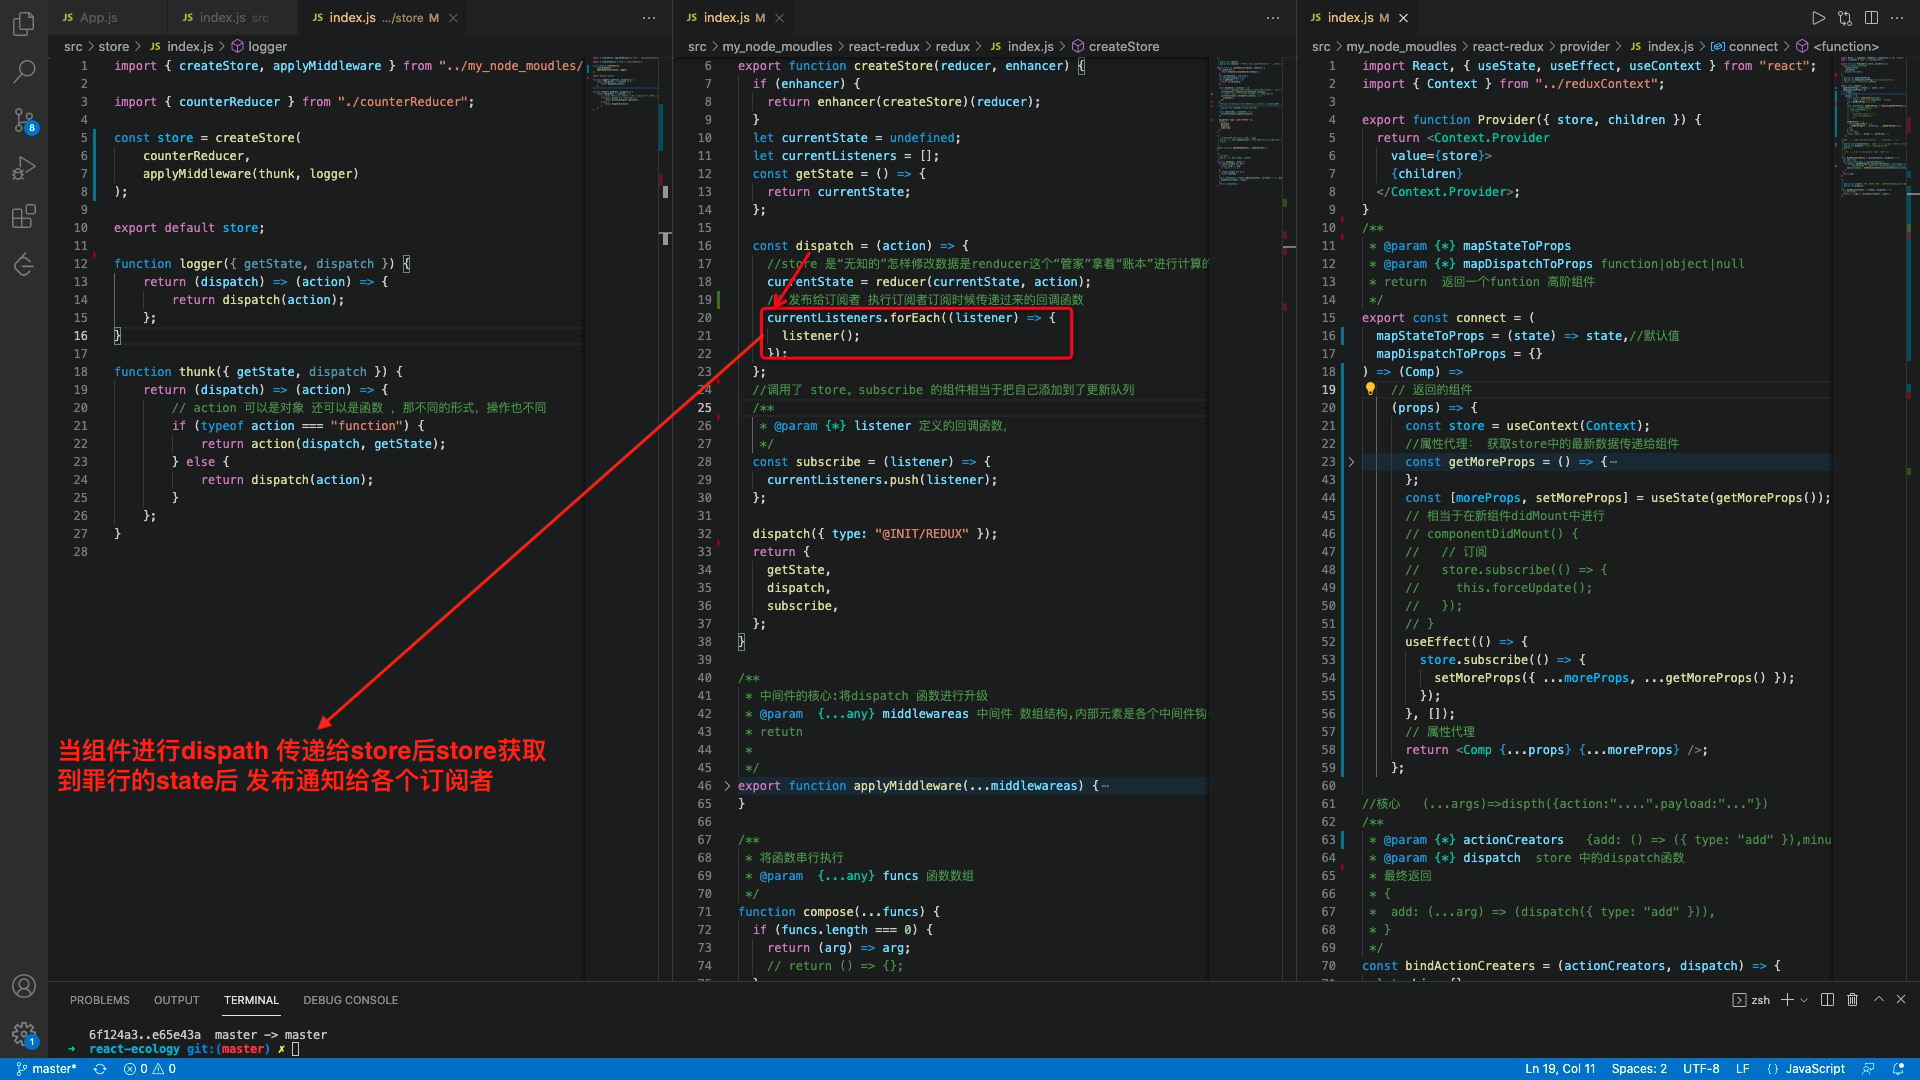 App.js
index.js src
index.js .../store M
src > store > index.js > logger
1 import { createStore, applyMiddleware } from "../my_node_moudles/
2
3 import { counterReducer } from "./counterReducer";
4
5 const store = createStore(
6 counterReducer,
7 applyMiddleware(thunk, logger)
8 );
9
10 export default store;
11
12 function logger({ getState, dispatch }) {
13 return (dispatch) => (action) => {
14 return dispatch(action);
15 };
16 }
17
18 function thunk({ getState, dispatch }) {
19 return (dispatch) => (action) => {
20 // action 可以是对象 还可以是函数 ，那不同的形式，操作也不同
21 if (typeof action === "function") {
22 return action(dispatch, getState);
23 } else {
24 return dispatch(action);
25 }
26 };
27 }
28
当组件进行dispath 传递给store后store获取
到罪行的state后 发布通知给各个订阅者
index.js M
src > my_node_moudles > react-redux > redux > index.js > createStore
6 export function createStore(reducer, enhancer) {
7 if (enhancer) {
8 return enhancer(createStore)(reducer);
9 }
10 let currentState = undefined;
11 let currentListeners = [];
12 const getState = () => {
13 return currentState;
14 };
15
16 const dispatch = (action) => {
17 //store 是“无知的”怎样修改数据是renducer这个“管家”拿着“账本”进行计算的
18 currentState = reducer(currentState, action);
19 // 发布给订阅者 执行订阅者订阅时候传递过来的回调函数
20 currentListeners.forEach((listener) => {
21 listener();
22 });
23 };
24 //调用了 store。subscribe 的组件相当于把自己添加到了更新队列
25 /**
26 * @param {*} listener 定义的回调函数,
27 */
28 const subscribe = (listener) => {
29 currentListeners.push(listener);
30 };
31
32 dispatch({ type: "@INIT/REDUX" });
33 return {
34 getState,
35 dispatch,
36 subscribe,
37 };
38 }
39
40 /**
41 * 中间件的核心:将dispatch 函数进行升级
42 * @param {...any} middlewareas 中间件 数组结构,内部元素是各个中间件钩
43 * retutn
44 *
45 */
46 export function applyMiddleware(...middlewareas) {…
65 }
66
67 /**
68 * 将函数串行执行
69 * @param {...any} funcs 函数数组
70 */
71 function compose(...funcs) {
72 if (funcs.length === 0) {
73 return (arg) => arg;
74 // return () => {};
index.js M
src > my_node_moudles > react-redux > provider > index.js > connect > <function>
1 import React, { useState, useEffect, useContext } from "react";
2 import { Context } from "../reduxContext";
3
4 export function Provider({ store, children }) {
5 return <Context.Provider
6 value={store}>
7 {children}
8 </Context.Provider>;
9 }
10 /**
11 * @param {*} mapStateToProps
12 * @param {*} mapDispatchToProps function|object|null
13 * return 返回一个funtion 高阶组件
14 */
15 export const connect = (
16 mapStateToProps = (state) => state,//默认值
17 mapDispatchToProps = {}
18 ) => (Comp) =>
19 // 返回的组件
20 (props) => {
21 const store = useContext(Context);
22 //属性代理： 获取store中的最新数据传递给组件
23 const getMoreProps = () => {…
43 };
44 const [moreProps, setMoreProps] = useState(getMoreProps());
45 // 相当于在新组件didMount中进行
46 // componentDidMount() {
47 // // 订阅
48 // store.subscribe(() => {
49 // this.forceUpdate();
50 // });
51 // }
52 useEffect(() => {
53 store.subscribe(() => {
54 setMoreProps({ ...moreProps, ...getMoreProps() });
55 });
56 }, []);
57 // 属性代理
58 return <Comp {...props} {...moreProps} />;
59 };
60
61 //核心 (...args)=>dispth({action:"....".payload:"..."})
62 /**
63 * @param {*} actionCreators {add: () => ({ type: "add" }),minu
64 * @param {*} dispatch store 中的dispatch函数
65 * 最终返回
66 * {
67 * add: (...arg) => (dispatch({ type: "add" })),
68 * }
69 */
70 const bindActionCreaters = (actionCreators, dispatch) => {
8
1
PROBLEMS OUTPUT TERMINAL DEBUG CONSOLE
zsh
6f124a3..e65e43a master -> master
➜ react-ecology git:(master) ✗
master* 0 0
Ln 19, Col 11 Spaces: 2 UTF-8 LF {} JavaScript